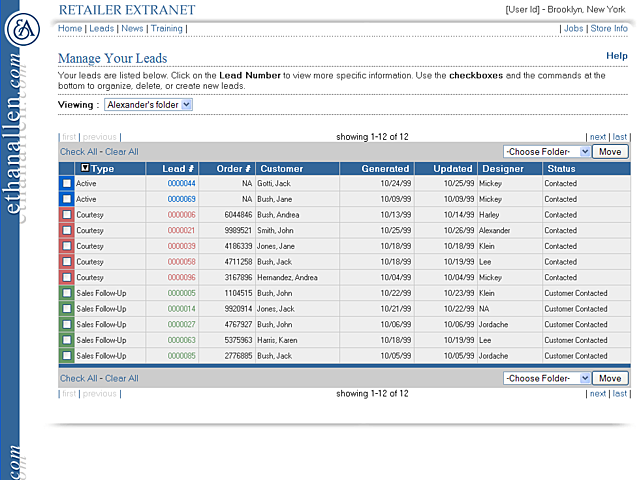 RETAILER EXTRANET
[User Id] - Brooklyn, New York
Home | Leads | News | Training |
| Jobs | Store Info
EA
ethanallen.com
Manage Your Leads
Help
Your leads are listed below. Click on the Lead Number to view more specific information. Use the checkboxes and the commands at the
bottom to organize, delete, or create new leads.
Viewing : Alexander's folder
| first | previous |
showing 1-12 of 12
| next | last |
Check All - Clear All
-Choose Folder- Move
Type Lead # Order # Customer Generated Updated Designer Status
Active 0000044 NA Gotti, Jack 10/24/99 10/25/99 Mickey Contacted
Active 0000069 NA Bush, Jane 10/09/99 10/09/99 Mickey Contacted
Courtesy 0000006 6044846 Bush, Andrea 10/13/99 10/14/99 Harley Contacted
Courtesy 0000021 9989521 Smith, John 10/25/99 10/26/99 Alexander Contacted
Courtesy 0000039 4186339 Jones, Jane 10/18/99 10/18/99 Klein Contacted
Courtesy 0000058 4711258 Bush, Jack 10/18/99 10/19/99 Lee Contacted
Courtesy 0000096 3167896 Hernandez, Andrea 10/04/99 10/04/99 Mickey Contacted
Sales Follow-Up 0000005 1104515 Bush, John 10/22/99 10/23/99 Klein Customer Contacted
Sales Follow-Up 0000014 9920914 Jones, Jack 10/21/99 10/22/99 NA Customer Contacted
Sales Follow-Up 0000027 4767927 Bush, John 10/06/99 10/06/99 Jordache Customer Contacted
Sales Follow-Up 0000063 5375963 Harris, Karen 10/18/99 10/19/99 Lee Customer Contacted
Sales Follow-Up 0000085 2776885 Bush, Jack 10/05/99 10/05/99 Jordache Customer Contacted
Check All - Clear All
-Choose Folder- Move
| first | previous |
showing 1-12 of 12
| next | last |
com